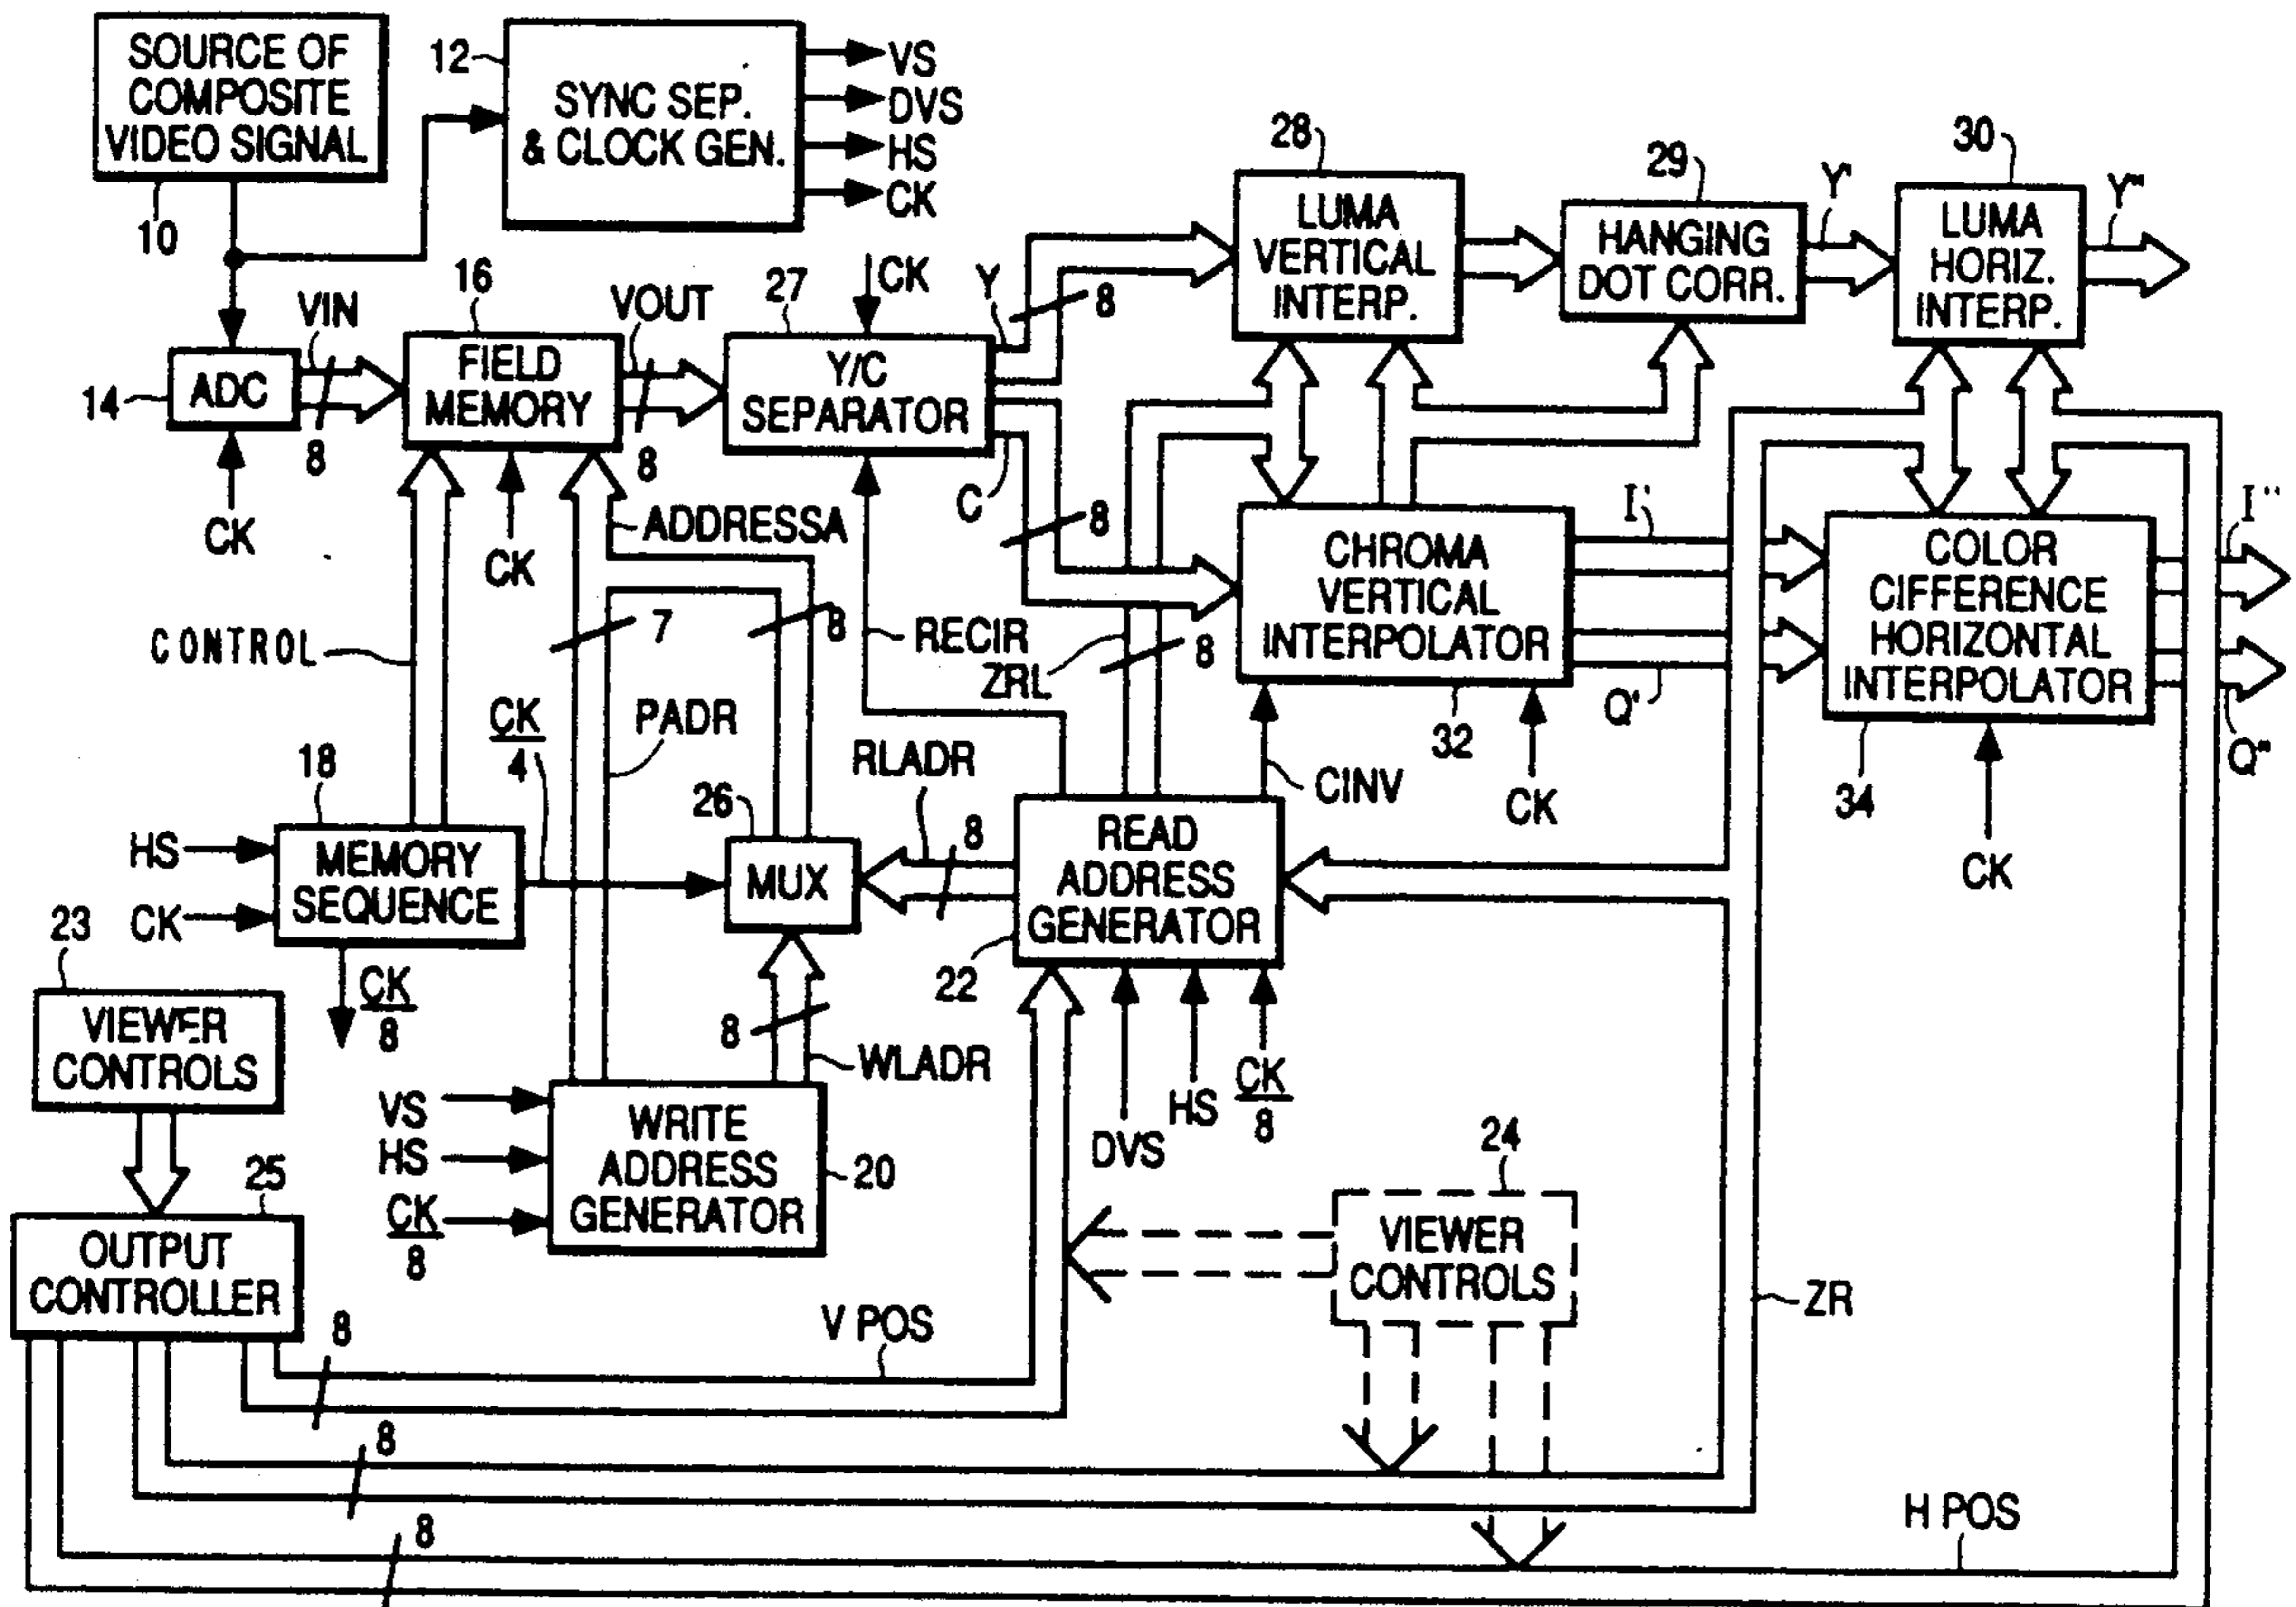 SOURCE OF
COMPOSITE
VIDEO SIGNAL
10
12
SYNC SEP.
& CLOCK GEN.
VS
DVS
HS
CK
14
ADC
CK
VIN
8
16
FIELD
MEMORY
CK
VOUT
8
27
CK
Y/C
SEPARATOR
Y
8
C
8
28
LUMA
VERTICAL
INTERP.
29
HANGING
DOT CORR.
Y'
30
LUMA
HORIZ.
INTERP.
Y"
ADDRESSA
CONTROL
7
8
RECIR
ZRL
8
CHROMA
VERTICAL
INTERPOLATOR
32
CK
I'
Q'
COLOR
CIFFERENCE
HORIZONTAL
INTERPOLATOR
34
CK
I"
Q"
CK
4
PADR
RLADR
8
CINV
18
HS
CK
MEMORY
SEQUENCE
CK
8
26
MUX
READ
ADDRESS
GENERATOR
22
DVS
HS
CK
8
23
VIEWER
CONTROLS
8
WLADR
VS
HS
CK
8
WRITE
ADDRESS
GENERATOR
20
24
VIEWER
CONTROLS
25
OUTPUT
CONTROLLER
8
V POS
ZR
8
8
H POS